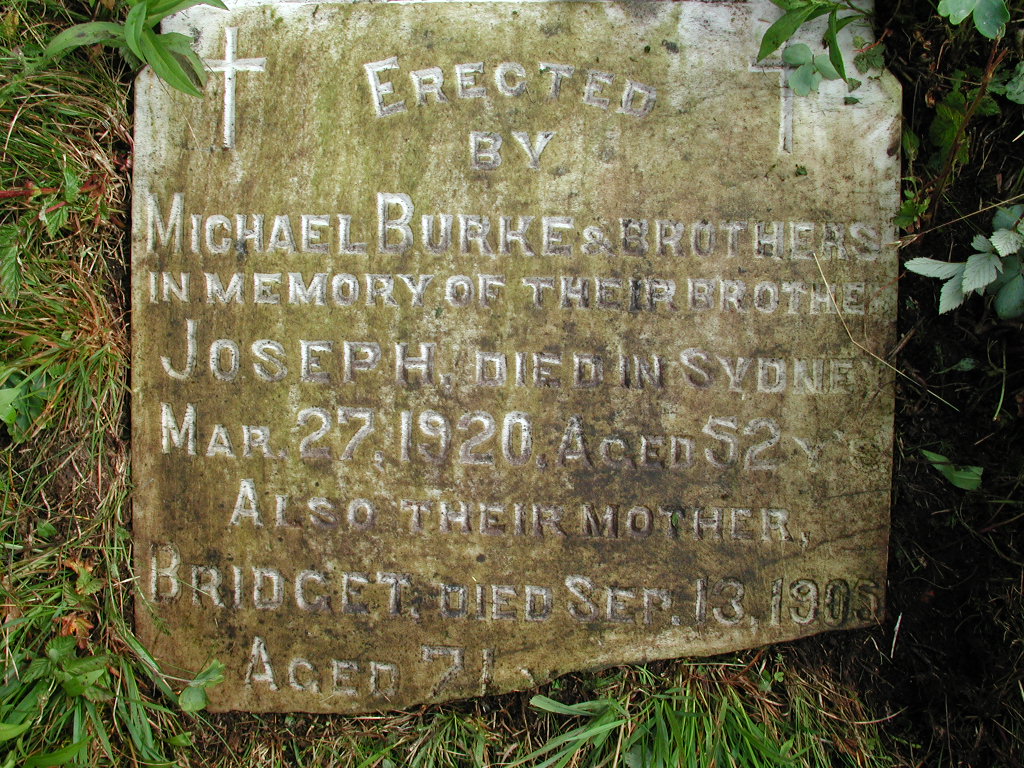 ERECTED
BY
MICHAEL BURKE & BROTHERS
IN MEMORY OF THEIR BROTHER
JOSEPH, DIED IN SYDNEY
MAR. 27, 1920, AGED 52
ALSO THEIR MOTHER,
BRIDGET, DIED SEP. 13, 1905
AGED 71